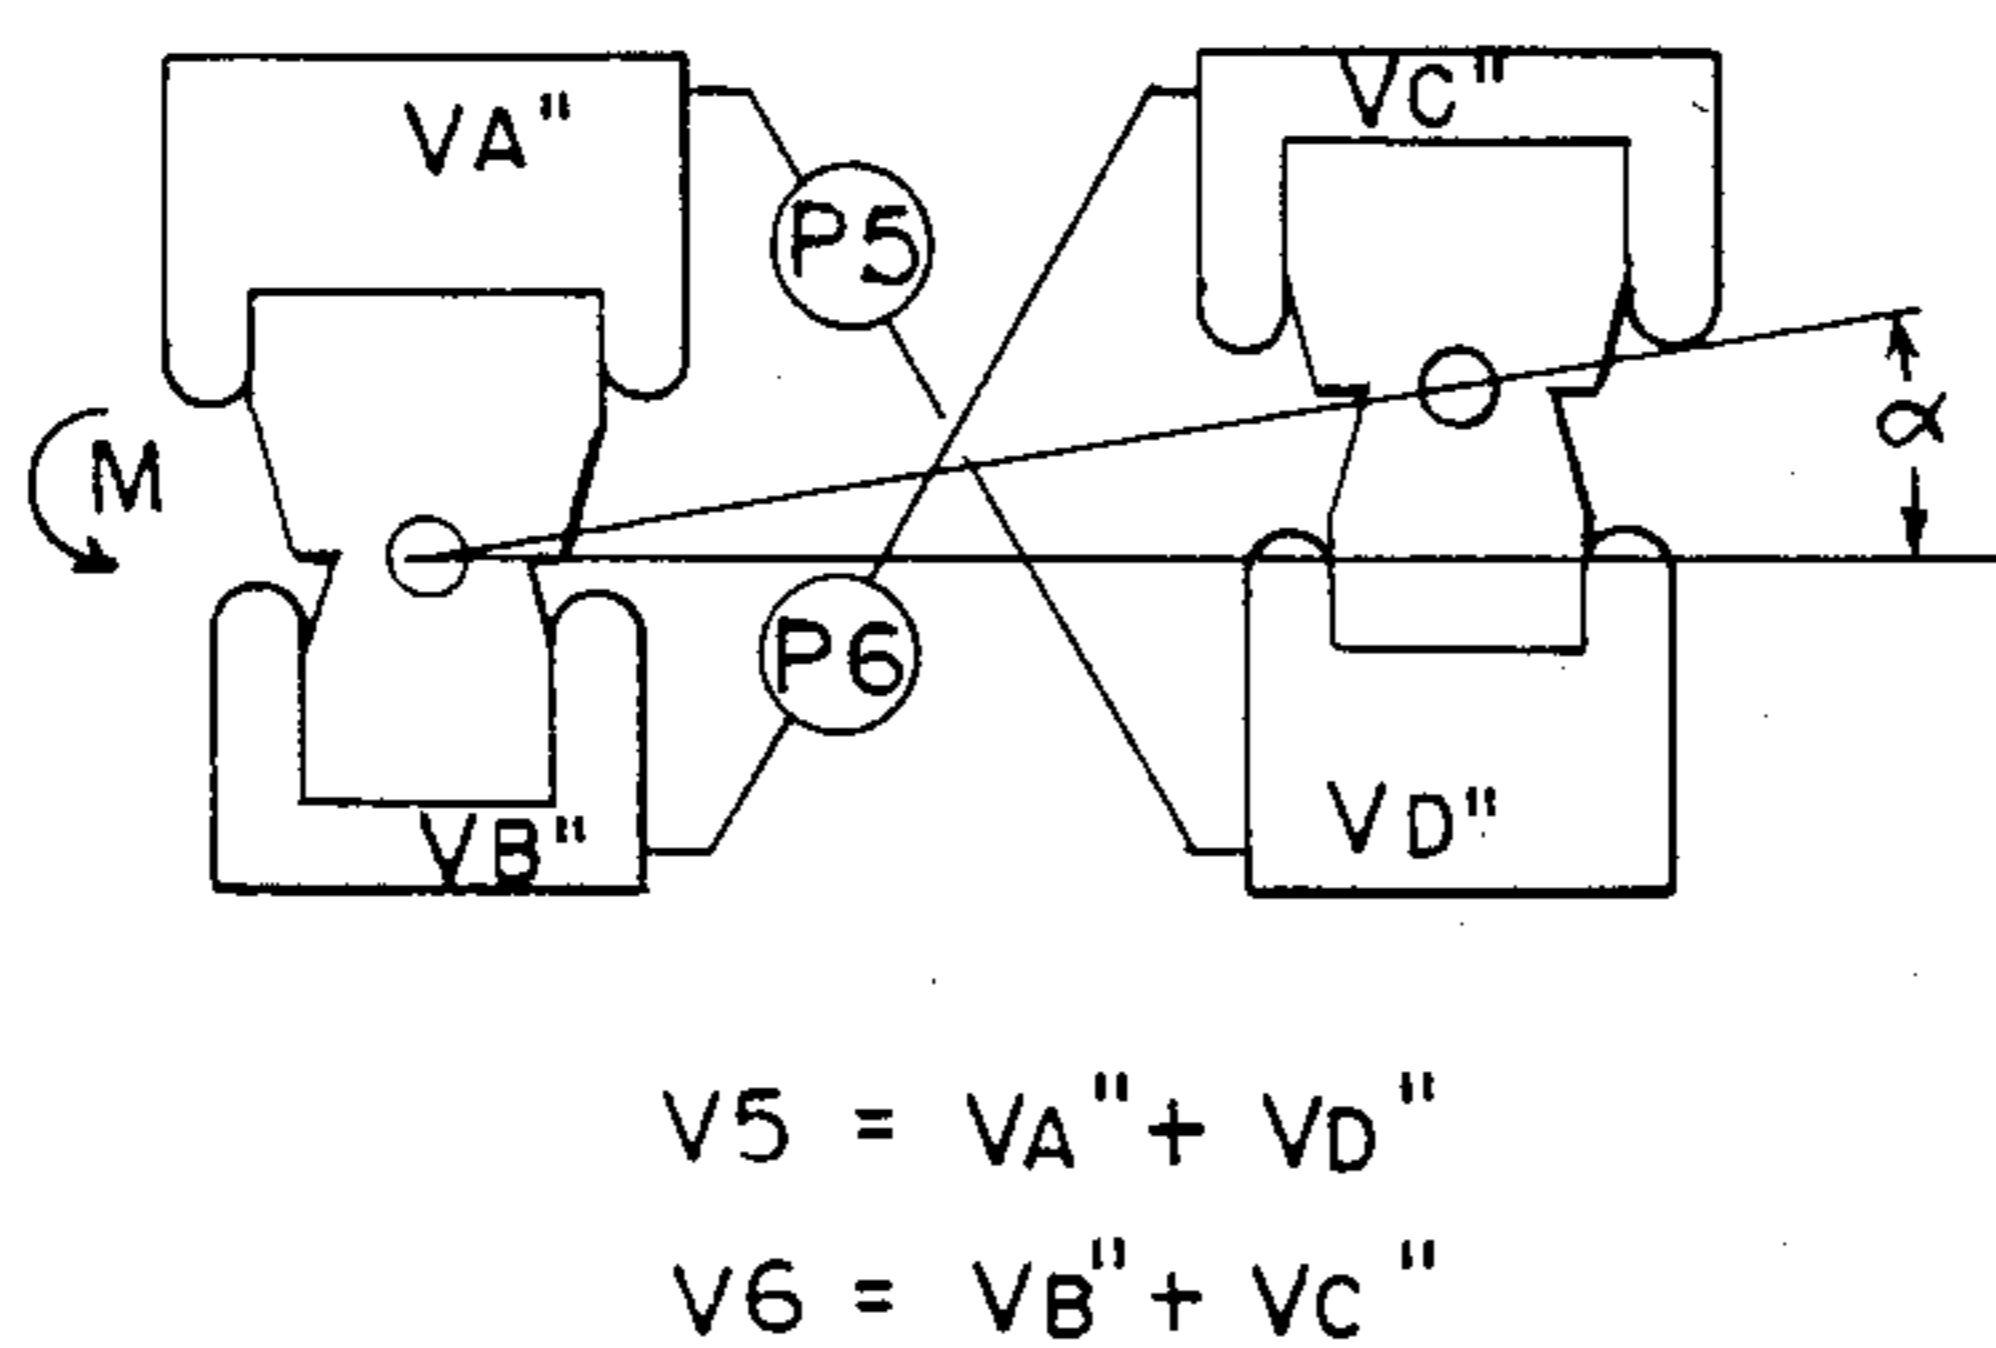 VA"
VC"
P5
α
M
P6
VB"
VD"
V5 = VA" + VD"
V6 = VB" + VC"